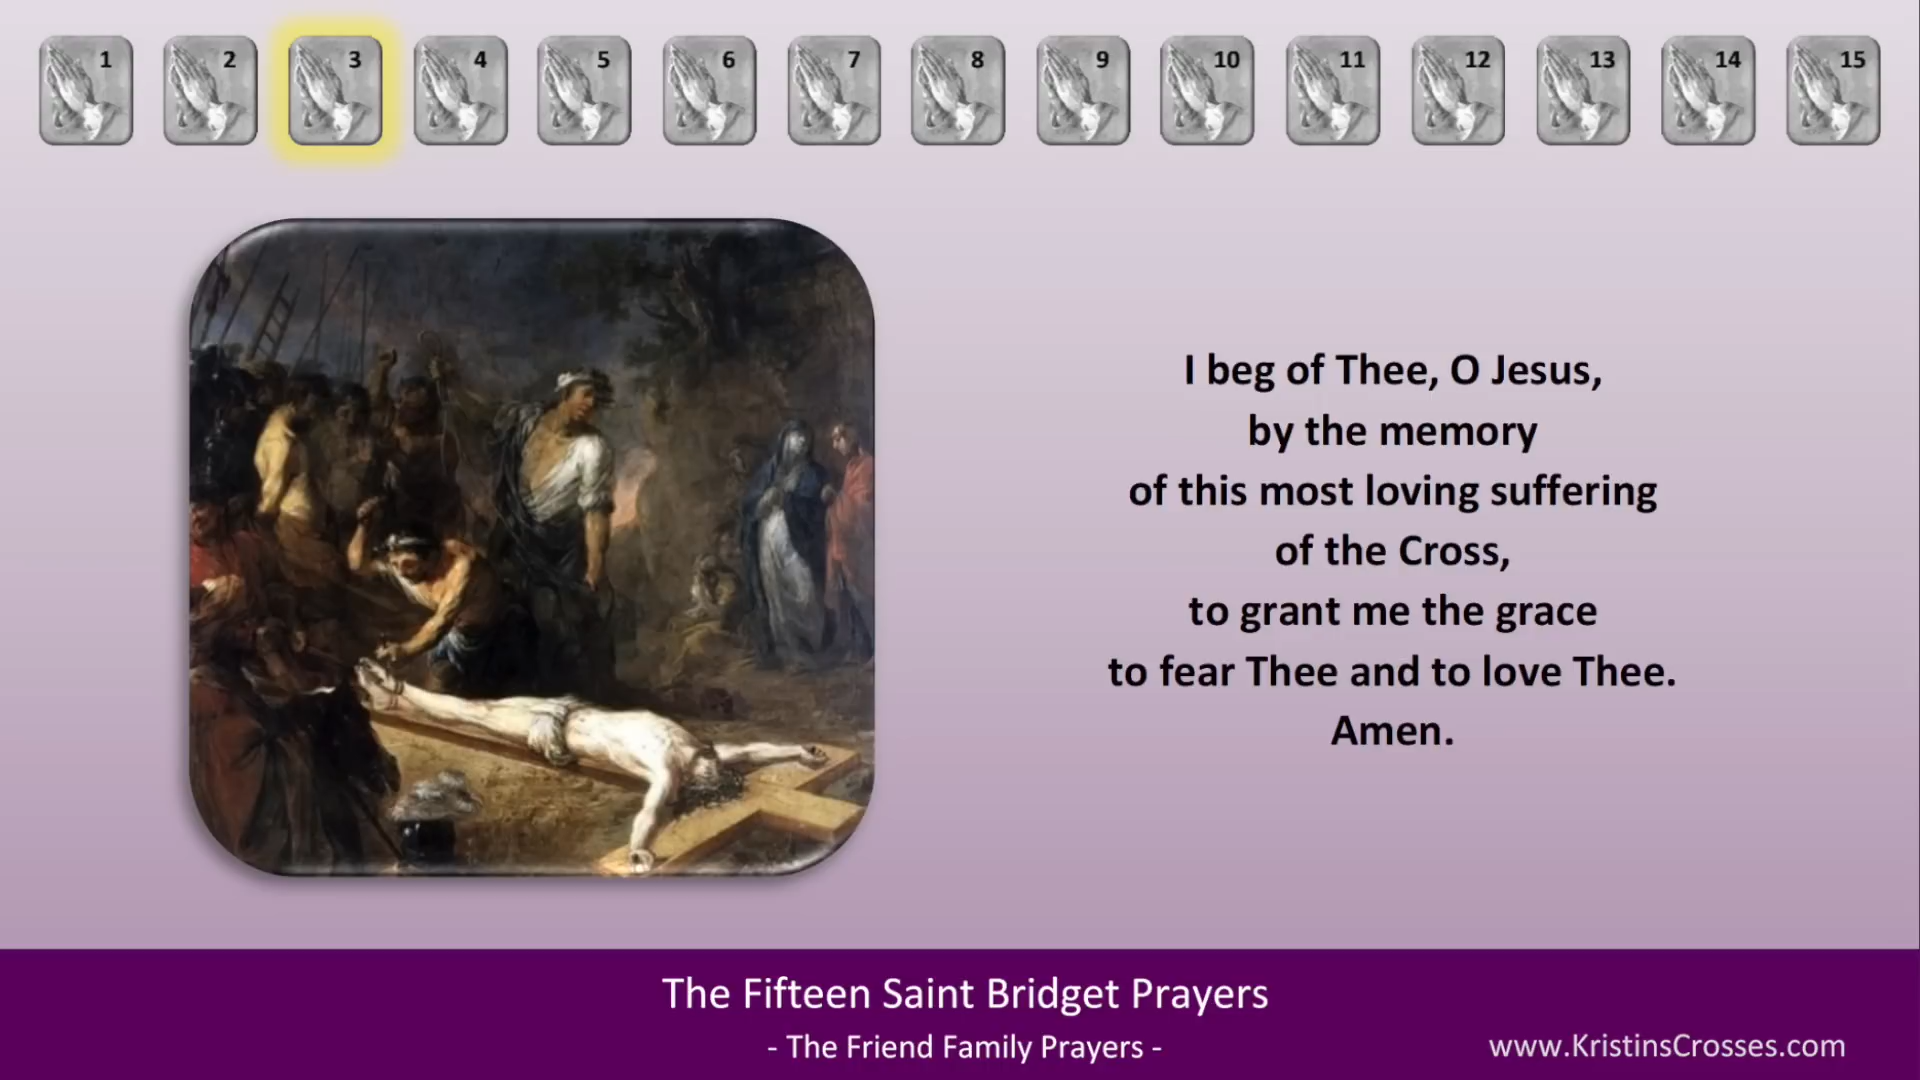 1 2 3 4 5 6 7 8 9 10 11 12 13 14 15
I beg of Thee, O Jesus,
by the memory
of this most loving suffering
of the Cross,
to grant me the grace
to fear Thee and to love Thee.
Amen.
The Fifteen Saint Bridget Prayers
- The Friend Family Prayers -
www.KristinsCrosses.com